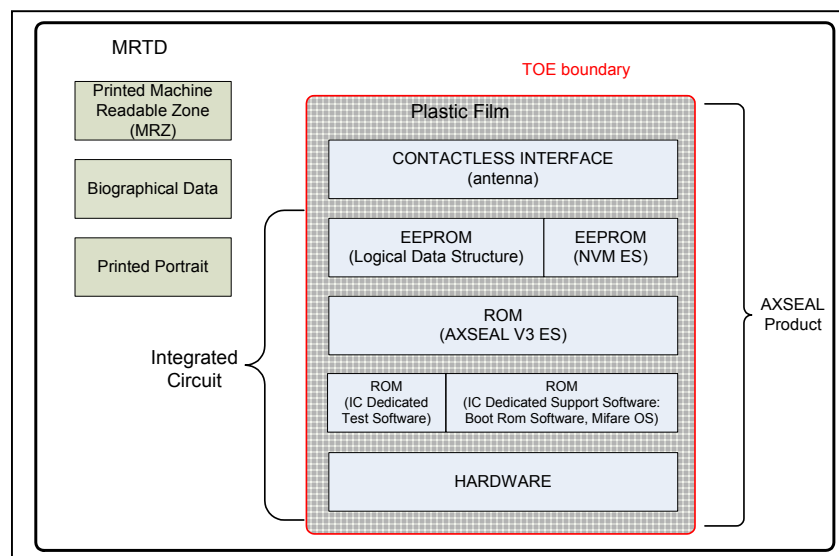 MRTD
TOE boundary
Printed Machine
Readable Zone
(MRZ)
Biographical Data
Printed Portrait
Integrated
Circuit
Plastic Film
CONTACTLESS INTERFACE
(antenna)
EEPROM
(Logical Data Structure)
EEPROM
(NVM ES)
ROM
(AXSEAL V3 ES)
ROM
(IC Dedicated
Test Software)
ROM
(IC Dedicated Support Software:
Boot Rom Software, Mifare OS)
HARDWARE
AXSEAL
Product